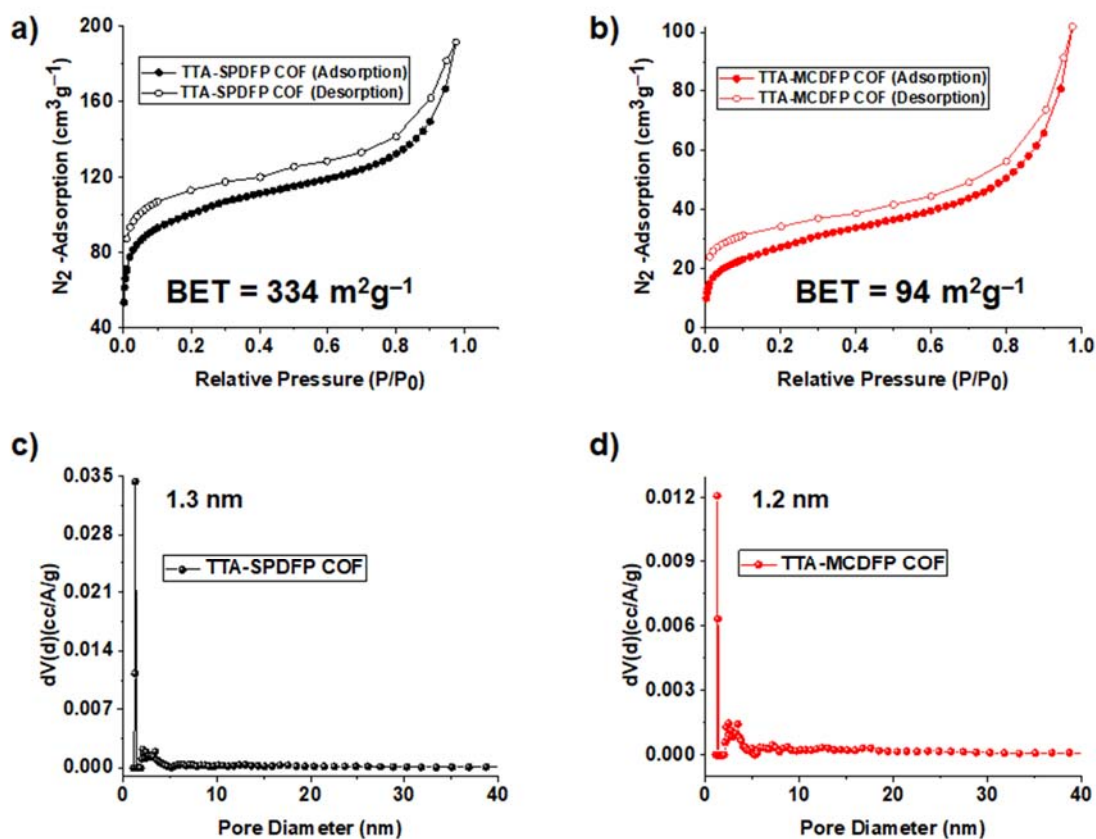 a)
N2 -Adsorption (cm3g–1)
200
160
120
80
40
TTA-SPDFP COF (Adsorption)
TTA-SPDFP COF (Desorption)
BET = 334 m2g–1
0.0 0.2 0.4 0.6 0.8 1.0
Relative Pressure (P/P0)
b)
N2 -Adsorption (cm3g–1)
100
80
60
40
20
0
TTA-MCDFP COF (Adsorption)
TTA-MCDFP COF (Desorption)
BET = 94 m2g–1
0.0 0.2 0.4 0.6 0.8 1.0
Relative Pressure (P/P0)
c)
dV(d)(cc/A/g)
0.035
0.028
0.021
0.014
0.007
0.000
1.3 nm
TTA-SPDFP COF
0 10 20 30 40
Pore Diameter (nm)
d)
dV(d)(cc/A/g)
0.012
0.009
0.006
0.003
0.000
1.2 nm
TTA-MCDFP COF
0 10 20 30 40
Pore Diameter (nm)